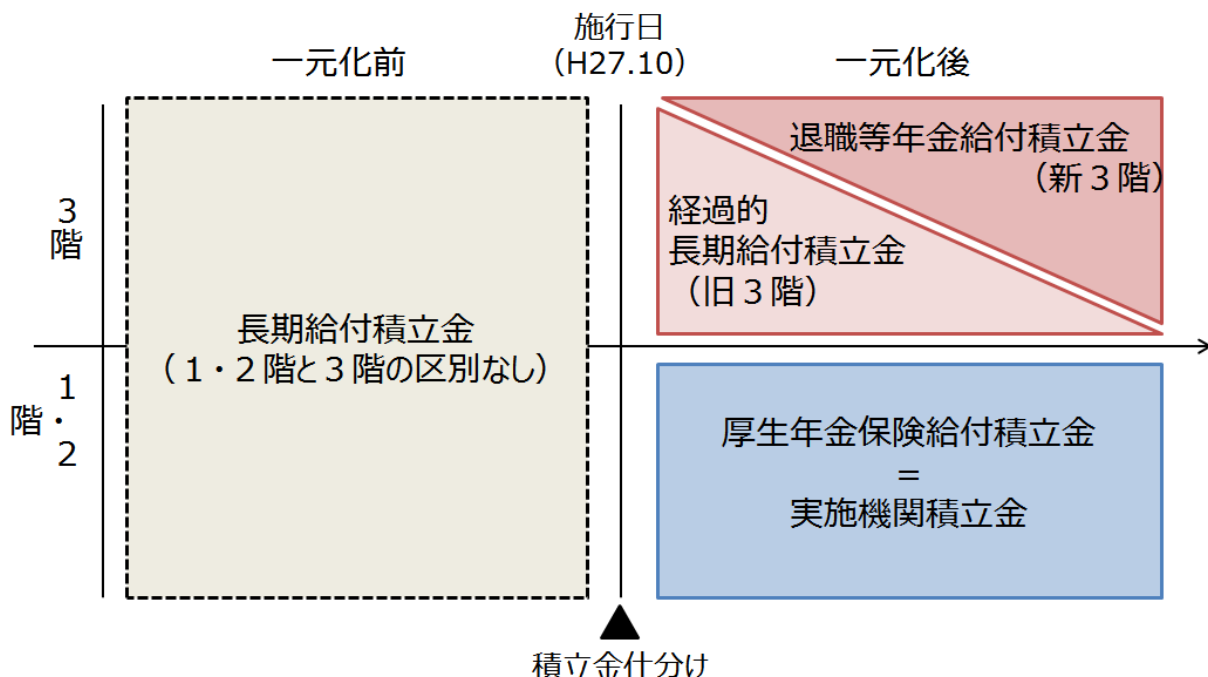 施行日
（H27.10）
一元化前
一元化後
3階
1・2階
長期給付積立金
（１・２階と３階の区別なし）
退職等年金給付積立金
（新３階）
経過的
長期給付積立金
（旧３階）
厚生年金保険給付積立金
＝
実施機関積立金
積立金仕分け